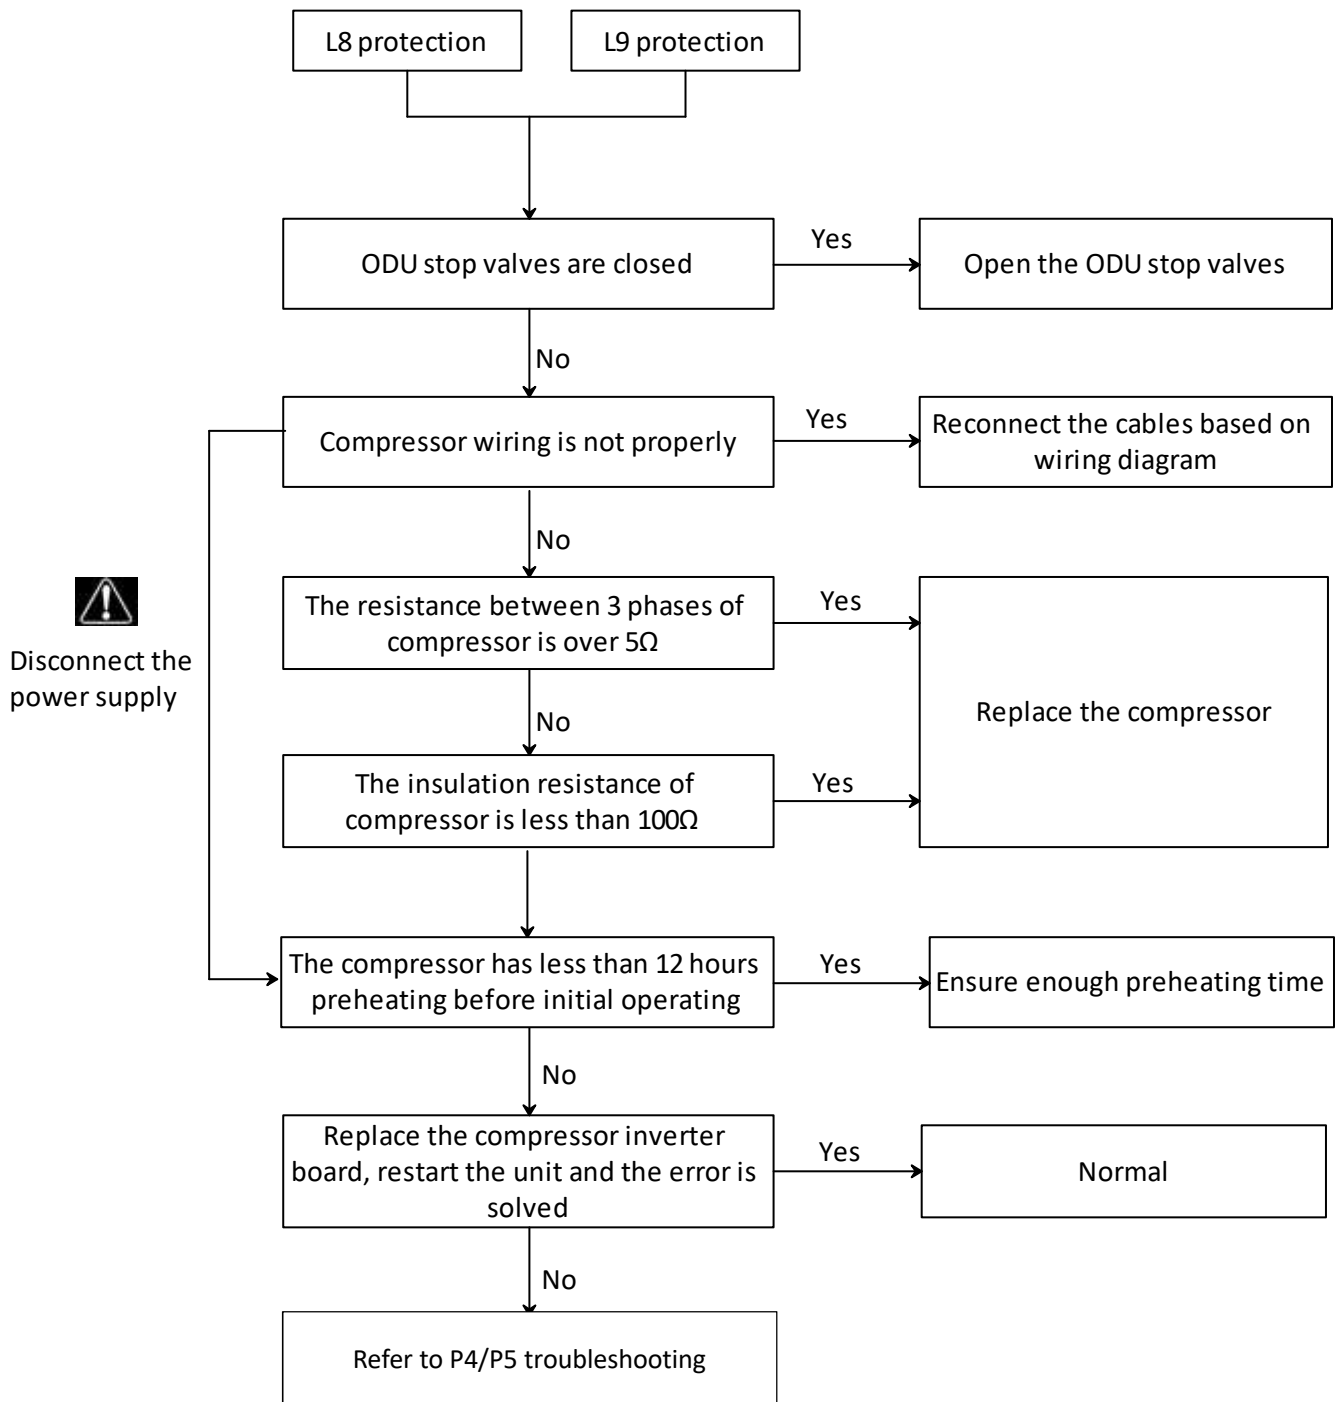 L8 protection
L9 protection
ODU stop valves are closed
Yes
Open the ODU stop valves
No
Compressor wiring is not properly
Yes
Reconnect the cables based on
wiring diagram
No
Disconnect the
power supply
The resistance between 3 phases of
compressor is over 5Ω
Yes
Replace the compressor
No
The insulation resistance of
compressor is less than 100Ω
Yes
The compressor has less than 12 hours
preheating before initial operating
Yes
Ensure enough preheating time
No
Replace the compressor inverter
board, restart the unit and the error is
solved
Yes
Normal
No
Refer to P4/P5 troubleshooting